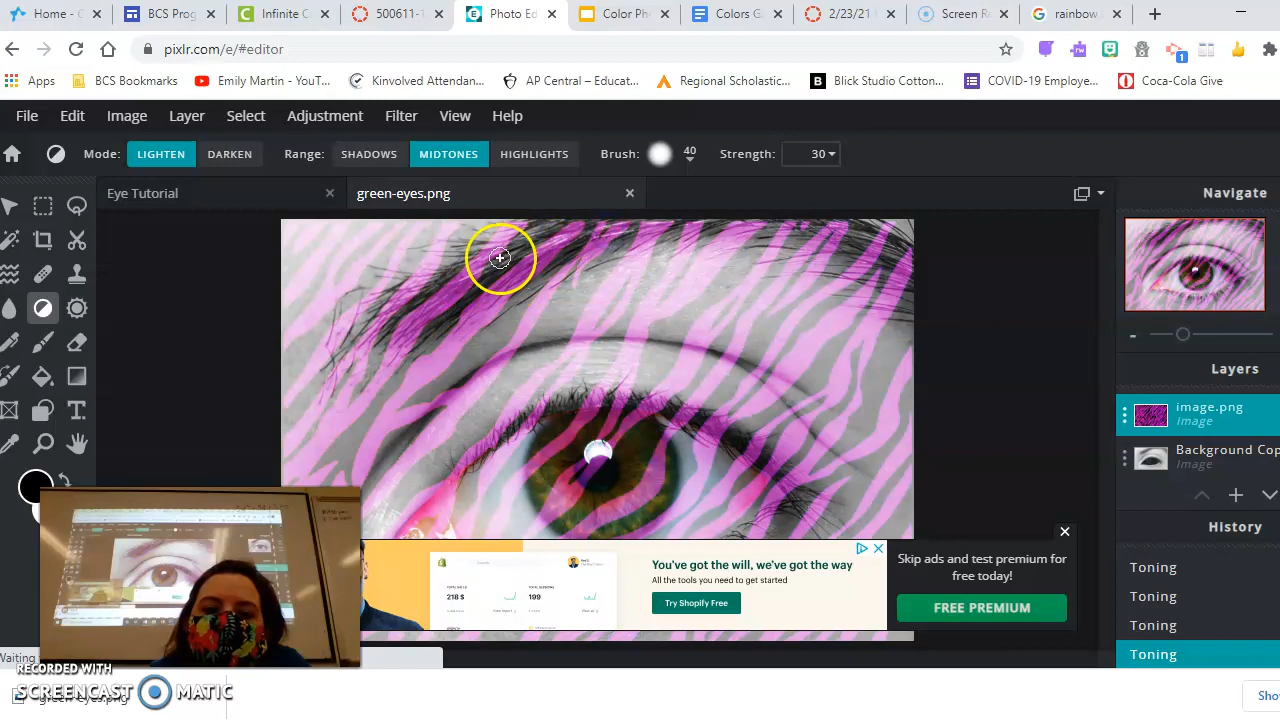 Home - C
BCS Prog
Infinite C
500611-1
Photo Ed
Color Ph
Colors G
2/23/21
Screen Re
rainbow
pixlr.com/e/#editor
1
Apps
BCS Bookmarks
Emily Martin - YouT...
Kinvolved Attendan...
AP Central – Educat...
Regional Scholastic...
Blick Studio Cotton...
COVID-19 Employe...
Coca-Cola Give
File
Edit
Image
Layer
Select
Adjustment
Filter
View
Help
Mode:
LIGHTEN
DARKEN
Range:
SHADOWS
MIDTONES
HIGHLIGHTS
Brush:
40
Strength:
30
Eye Tutorial
green-eyes.png
Navigate
Layers
image.png
Image
Background Cop
Image
History
Toning
Toning
Toning
Toning
218 $
199
You've got the will, we've got the way
All the tools you need to get started
Try Shopify Free
Skip ads and test premium for
free today!
FREE PREMIUM
Waiting
RECORDED WITH
SCREENCAST MATIC
green-eyes.png
Sho